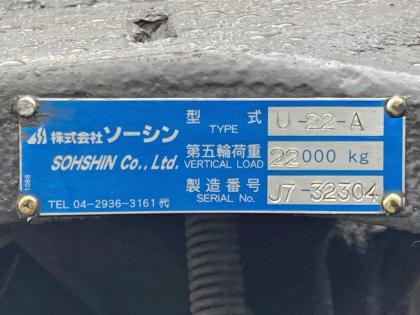 株式会社 ソーシン
SOHSHIN Co., Ltd.
TEL 04-2936-3161 代
1088
型 式 U-22-A
TYPE
第五輪荷重 22000 kg
VERTICAL LOAD
製造番号 J7-32304
SERIAL No.